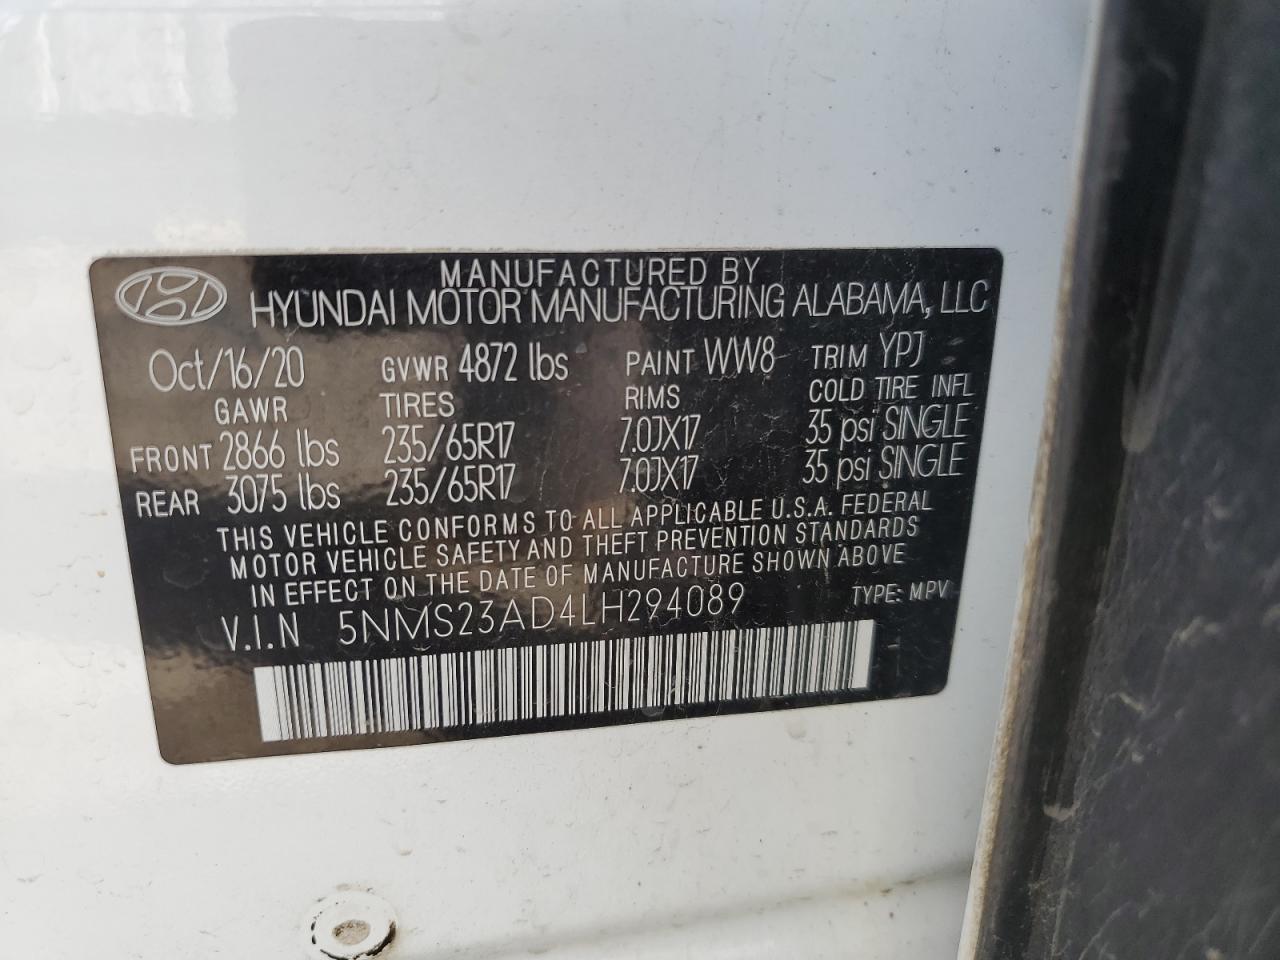 MANUFACTURED BY
HYUNDAI MOTOR MANUFACTURING ALABAMA, LLC
Oct/16/20 GVWR 4872 lbs PAINT WW8 TRIM YPJ
GAWR TIRES RIMS COLD TIRE INFL
FRONT 2866 lbs 235/65R17 7.0JX17 35 psi SINGLE
REAR 3075 lbs 235/65R17 7.0JX17 35 psi SINGLE
THIS VEHICLE CONFORMS TO ALL APPLICABLE U.S.A. FEDERAL
MOTOR VEHICLE SAFETY AND THEFT PREVENTION STANDARDS
IN EFFECT ON THE DATE OF MANUFACTURE SHOWN ABOVE
V.I.N 5NMS23AD4LH294089 TYPE: MPV